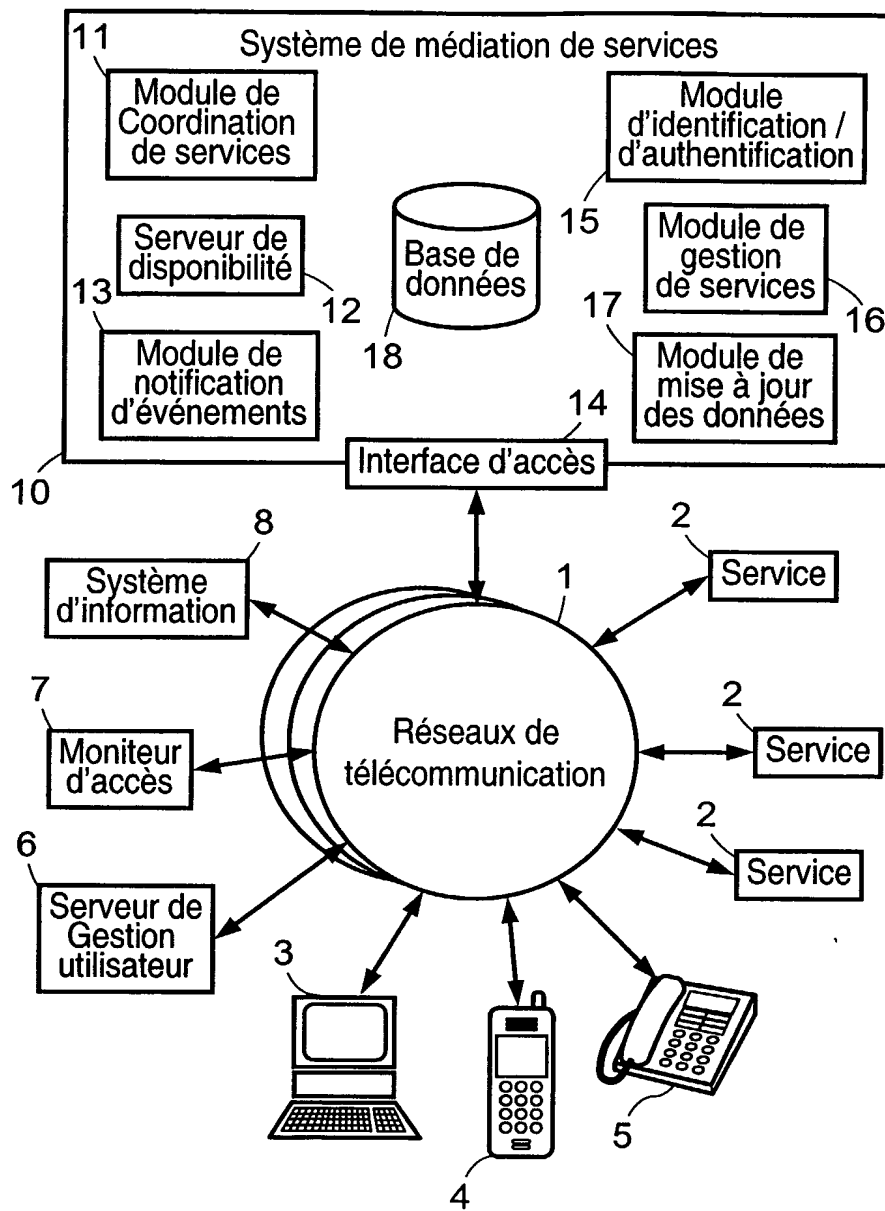 11
Système de médiation de services
Module de
Coordination
de services
Module
d'identification /
d'authentification
15
Serveur de
disponibilité
12
Base de
données
18
Module de
gestion
de services
16
13
Module de
notification
d'événements
17
Module de
mise à jour
des données
14
Interface d'accès
10
8
Système
d'information
2
Service
1
7
Moniteur
d'accès
Réseaux de
télécommunication
2
Service
2
Service
6
Serveur de
Gestion
utilisateur
3
4
5